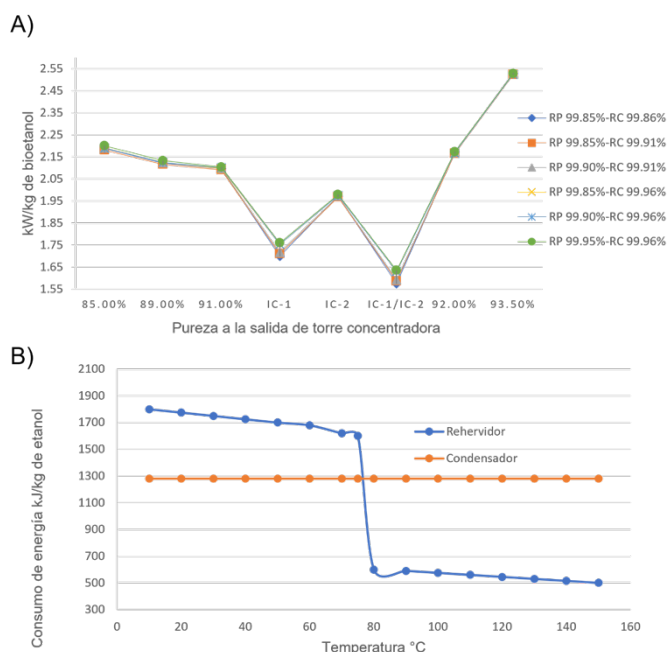 A)
kW/kg de bioetanol
2.55
2.45
2.35
2.25
2.15
2.05
1.95
1.85
1.75
1.65
1.55
85.00% 89.00% 91.00% IC-1 IC-2 IC-1/IC-2 92.00% 93.50%
Pureza a la salida de torre concentradora
RP 99.85%-RC 99.86%
RP 99.85%-RC 99.91%
RP 99.90%-RC 99.91%
RP 99.85%-RC 99.96%
RP 99.90%-RC 99.96%
RP 99.95%-RC 99.96%
B)
Consumo de energía kJ/kg de etanol
2100
1900
1700
1500
1300
1100
900
700
500
300
0 20 40 60 80 100 120 140 160
Temperatura °C
Rehervidor
Condensador